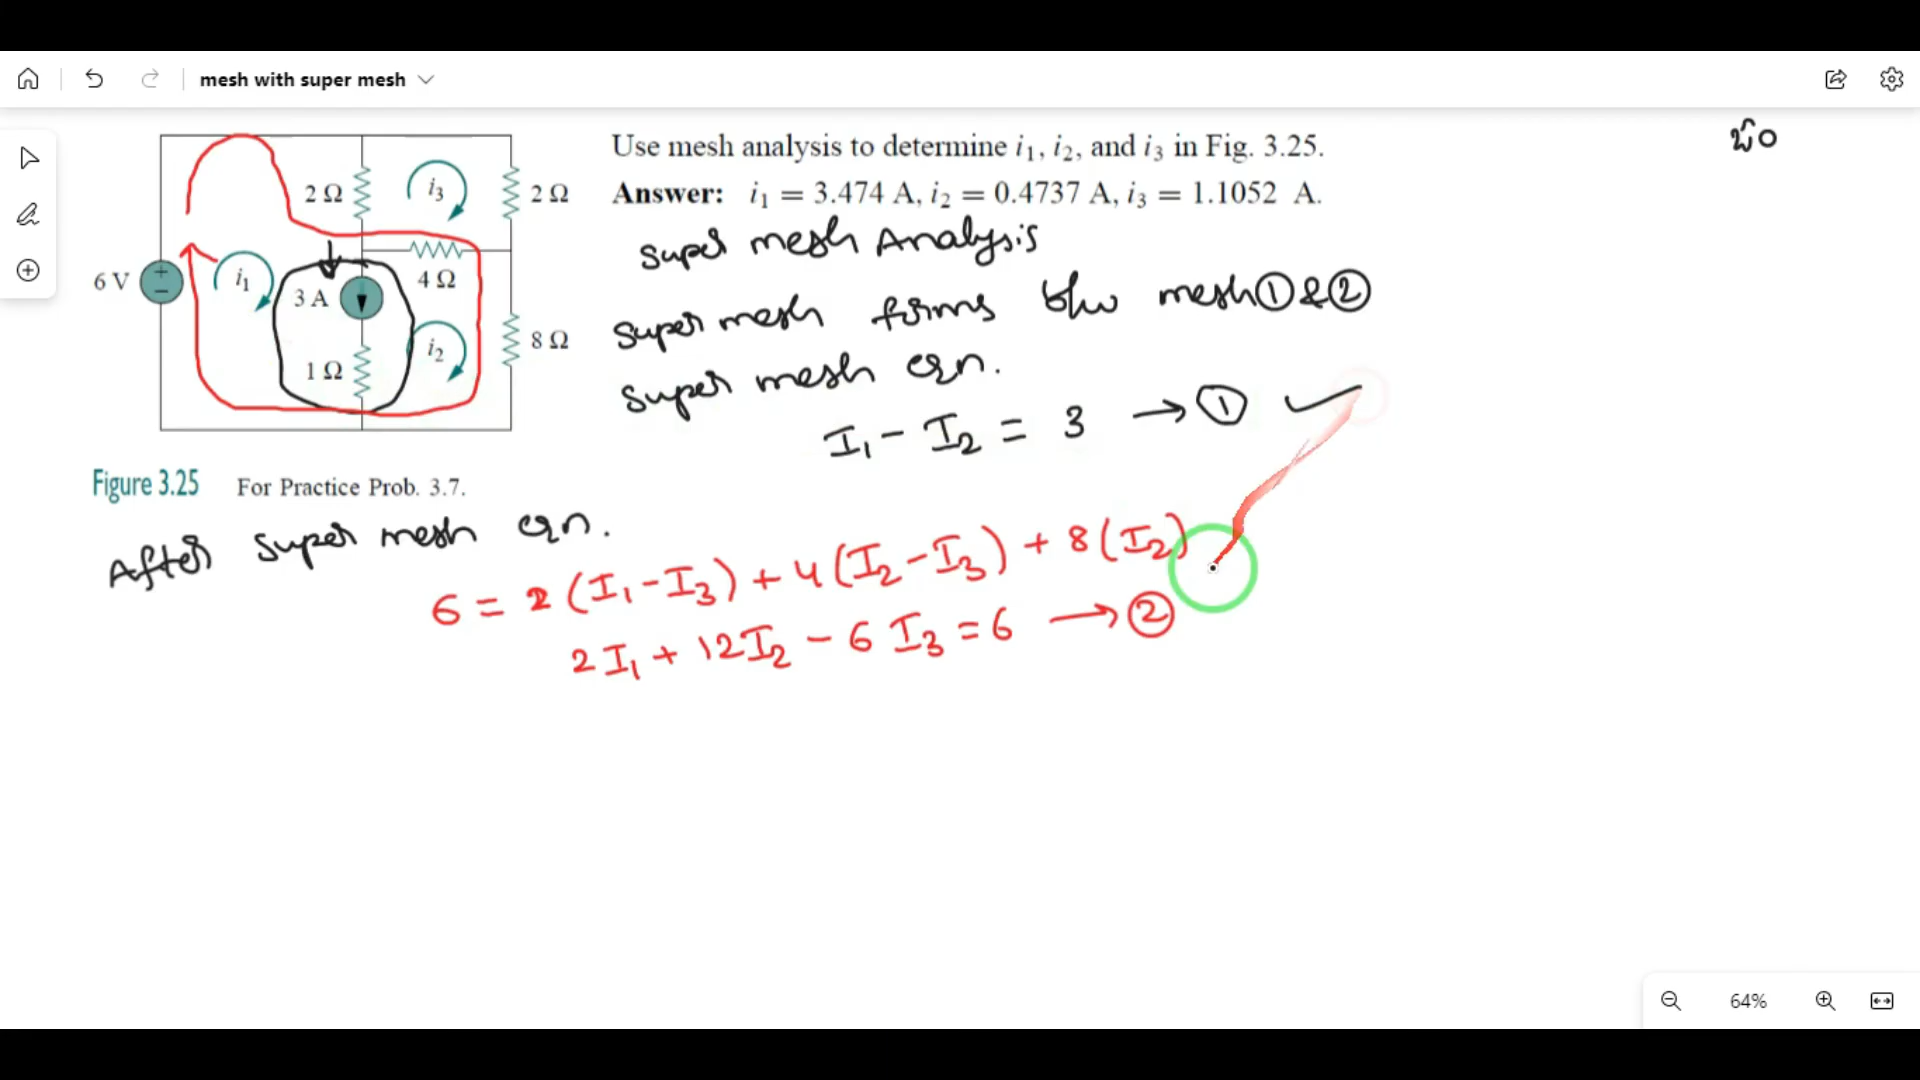 mesh with super mesh
Use mesh analysis to determine i₁, i₂, and i₃ in Fig. 3.25.
Answer: i₁ = 3.474 A, i₂ = 0.4737 A, i₃ = 1.1052 A.
2 Ω
i₃
2 Ω
6 V
+
−
i₁
3 A
4 Ω
1 Ω
i₂
8 Ω
Super mesh Analysis
Super mesh forms b/w mesh ① & ②
Super mesh eqn.
I₁ - I₂ = 3 → ①
Figure 3.25 For Practice Prob. 3.7.
After super mesh eqn.
6 = 2 (I₁ - I₃) + 4 (I₂ - I₃) + 8 (I₂)
2 I₁ + 12 I₂ - 6 I₃ = 6 → ②
64%